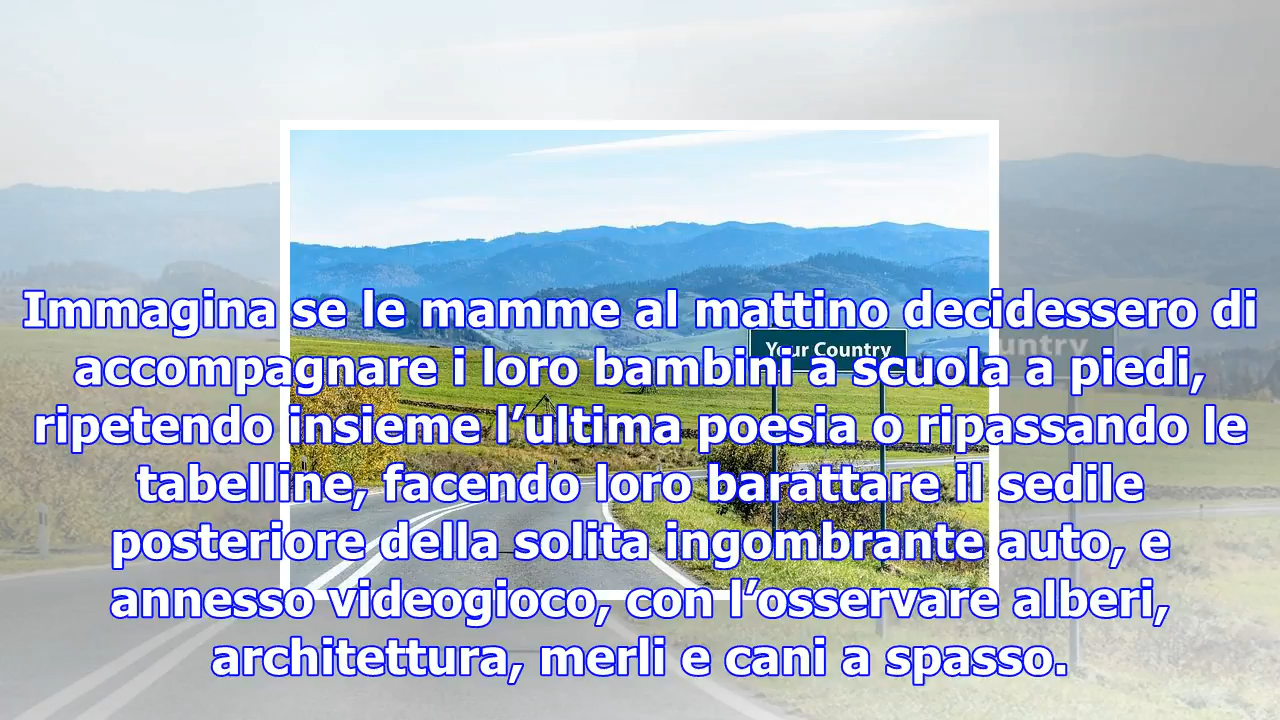 Immagina se le mamme al mattino decidessero di
Your Country
accompagnare i loro bambini a scuola a piedi,
ripetendo insieme l’ultima poesia o ripassando le
tabelline, facendo loro barattare il sedile
posteriore della solita ingombrante auto, e
annesso videogioco, con l’osservare alberi,
architettura, merli e cani a spasso.